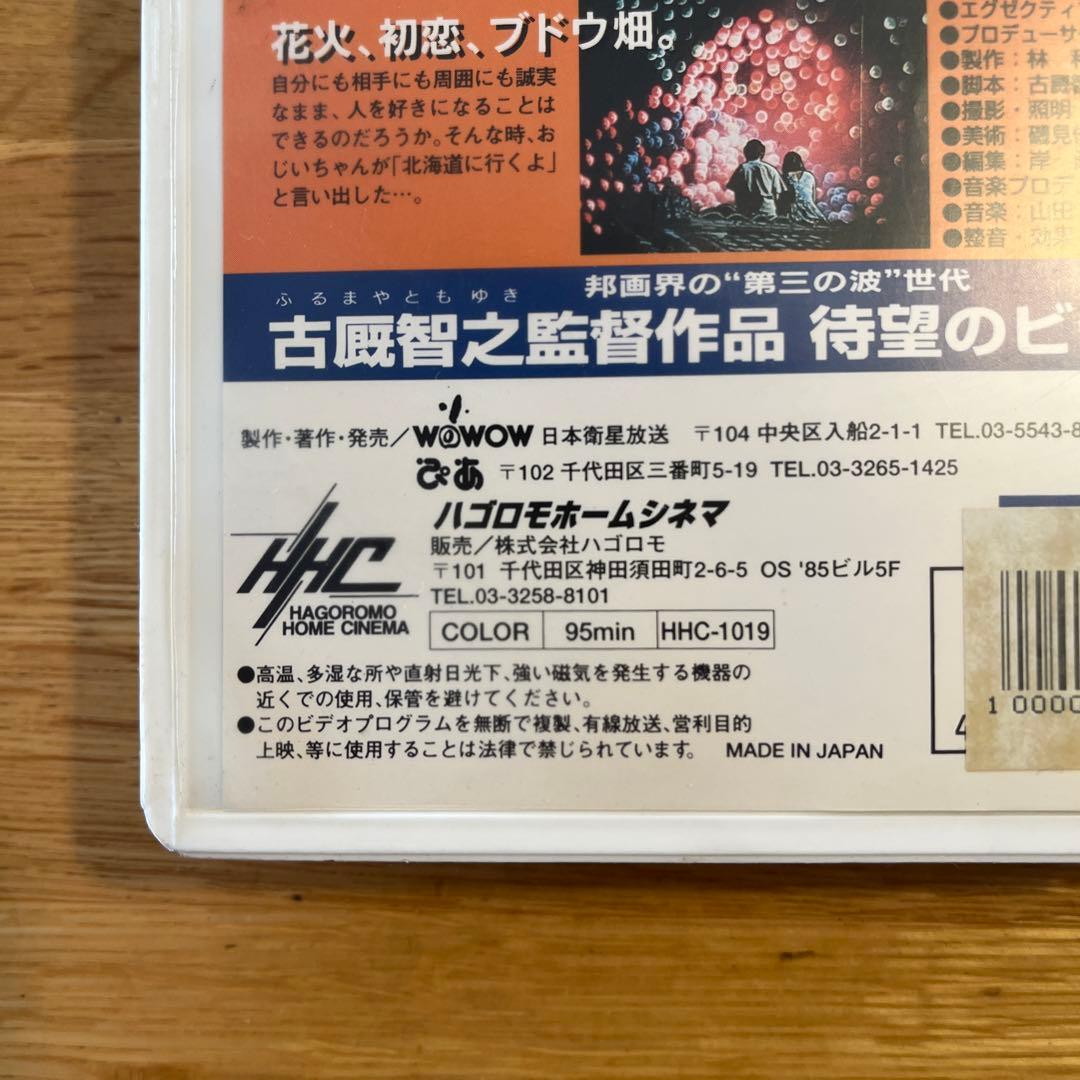 花火、初恋、ブドウ畑。
自分にも相手にも周囲にも誠実
なまま、人を好きになることは
できるのだろうか。そんな時、お
じいちゃんが「北海道に行くよ」
と言い出した…。
●エグゼクティ
●プロデューサ
●製作：林
●脚本：古厩智
●撮影・照明
●美術：磯見
●編集：岸
●音楽プロデ
●音楽：山田
●整音・効果
邦画界の“第三の波”世代
ふるまやともゆき
古厩智之監督作品 待望のビ
製作・著作・発売／WOWOW 日本衛星放送 〒104 中央区入船2-1-1 TEL.03-5543-8
ぴあ 〒102 千代田区三番町5-19 TEL.03-3265-1425
ハゴロモホームシネマ
販売／株式会社ハゴロモ
〒101 千代田区神田須田町2-6-5 OS '85ビル5F
TEL.03-3258-8101
HHC
HAGOROMO
HOME CINEMA
COLOR 95min HHC-1019
●高温、多湿な所や直射日光下、強い磁気を発生する機器の
近くでの使用、保管を避けてください。
●このビデオプログラムを無断で複製、有線放送、営利目的
上映、等に使用することは法律で禁じられています。 MADE IN JAPAN
1 0000
4